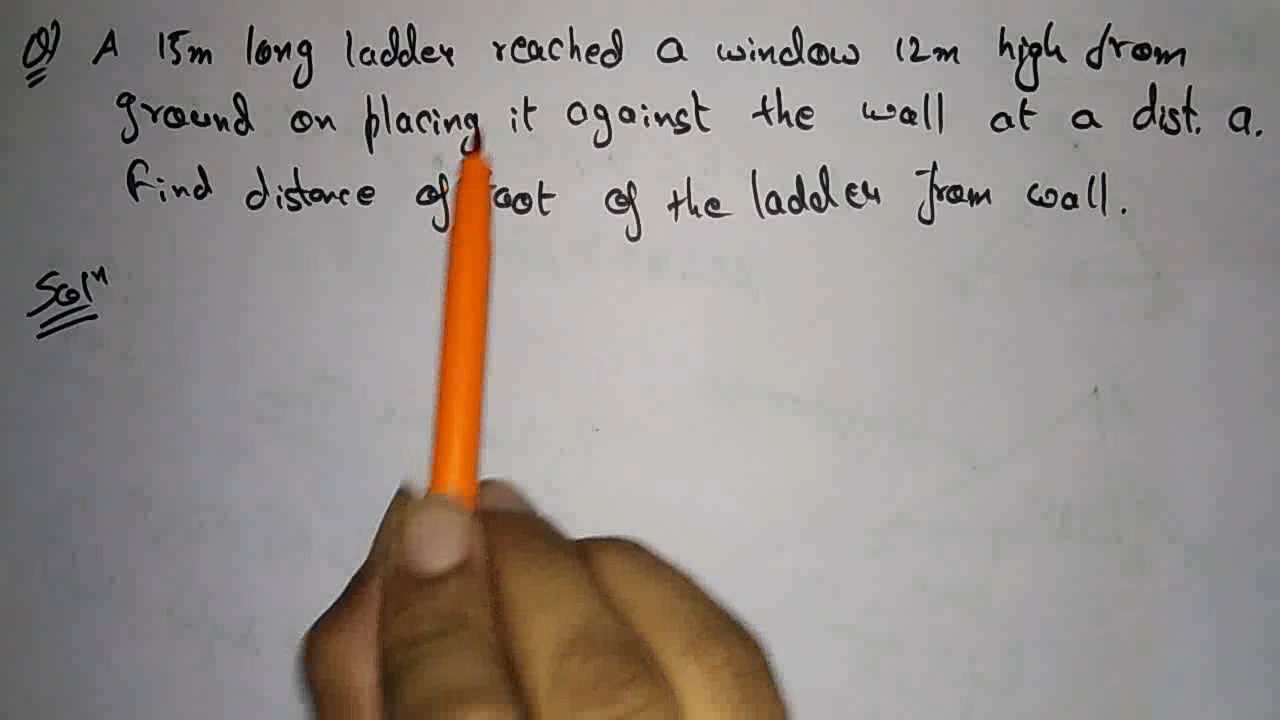 Q) A 15m long ladder reached a window 12m high from
ground on placing it against the wall at a dist. a.
Find distance of foot of the ladder from wall.
Solⁿ